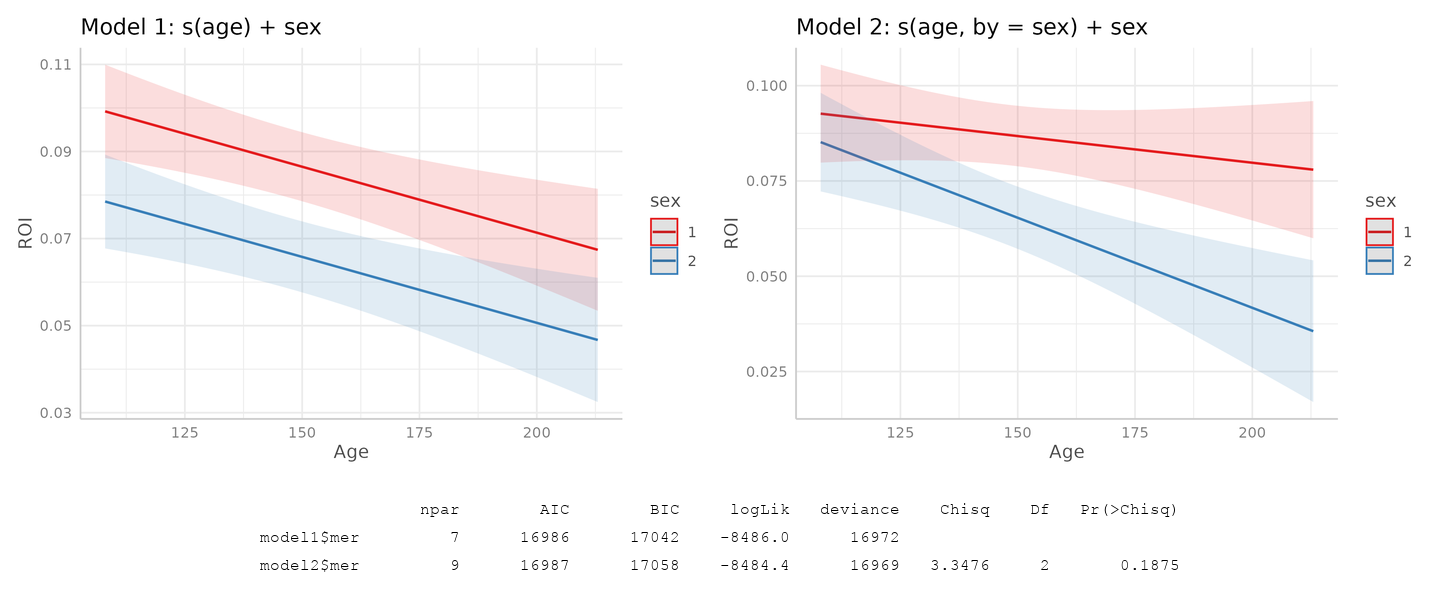 Model 1: s(age) + sex
0.11
0.09
0.07
0.05
0.03
ROI
125 150 175 200
Age
sex
1
2
Model 2: s(age, by = sex) + sex
0.100
0.075
0.050
0.025
ROI
125 150 175 200
Age
sex
1
2
npar AIC BIC logLik deviance Chisq Df Pr(>Chisq)
model1$mer 7 16986 17042 -8486.0 16972
model2$mer 9 16987 17058 -8484.4 16969 3.3476 2 0.1875